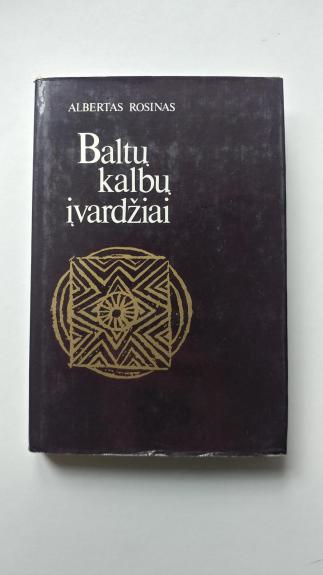 ALBERTAS ROSINAS
Baltų
kalbų
įvardžiai